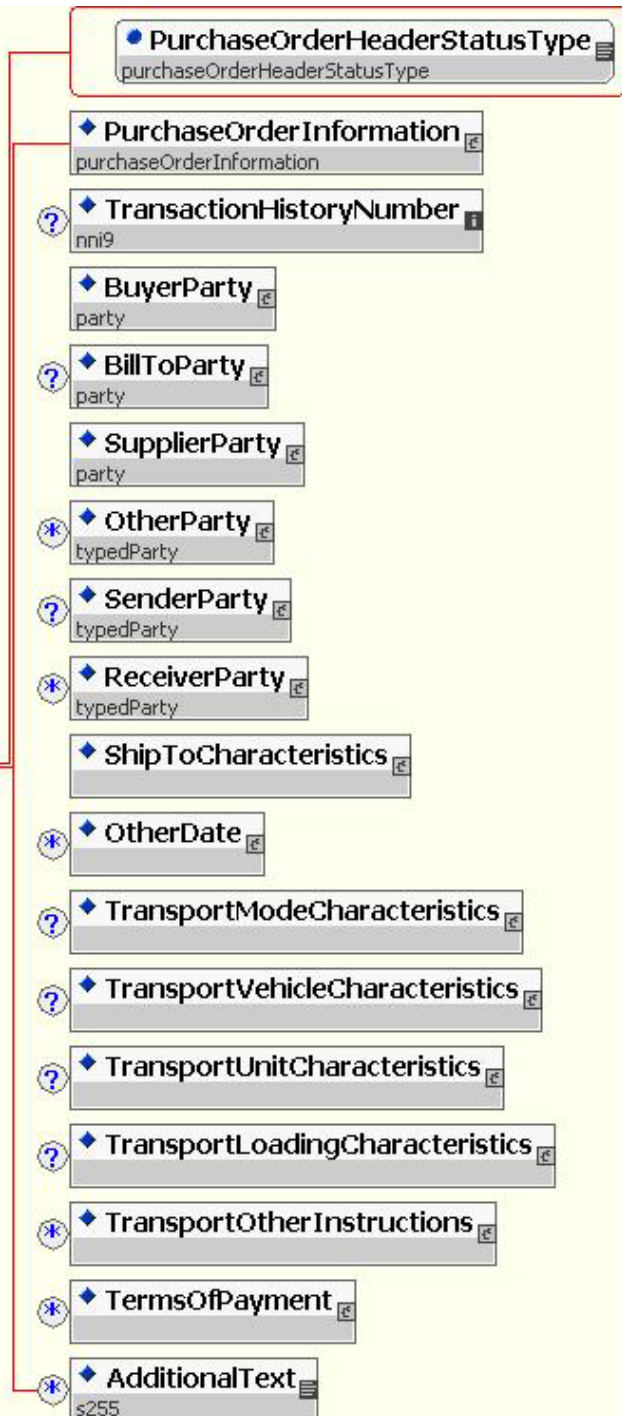 PurchaseOrderHeaderStatusType
purchaseOrderHeaderStatusType
PurchaseOrderInformation
purchaseOrderInformation
? TransactionHistoryNumber
nni9
BuyerParty
party
? BillToParty
party
SupplierParty
party
* OtherParty
typedParty
? SenderParty
typedParty
* ReceiverParty
typedParty
ShipToCharacteristics
* OtherDate
? TransportModeCharacteristics
? TransportVehicleCharacteristics
? TransportUnitCharacteristics
? TransportLoadingCharacteristics
* TransportOtherInstructions
* TermsOfPayment
* AdditionalText
s255